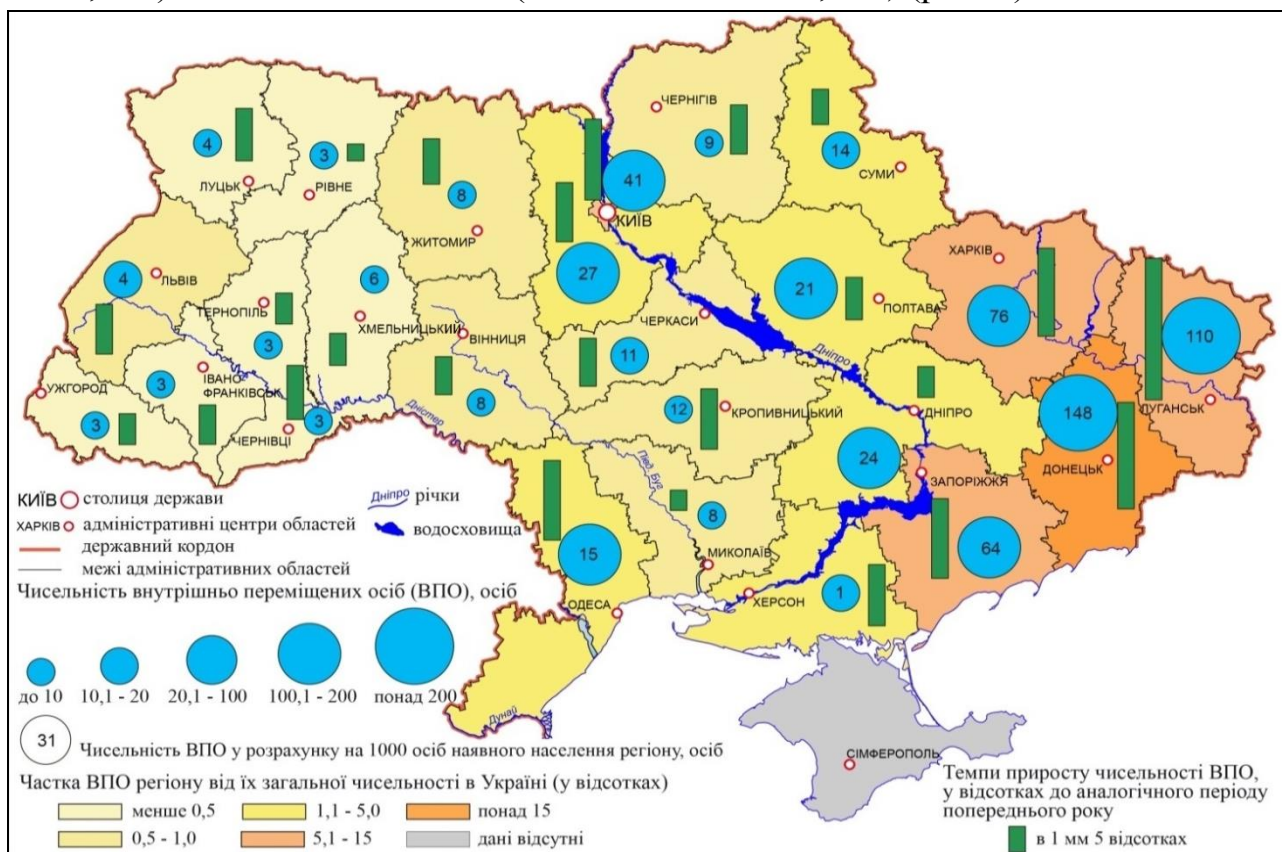 ЧЕРНІГІВ
9
14
СУМИ
4
3
ЛУЦЬК
РІВНЕ
8
ЖИТОМИР
41
КИЇВ
27
ХАРКІВ
76
110
ЛУГАНСЬК
4
ЛЬВІВ
6
ТЕРНОПІЛЬ
ХМЕЛЬНИЦЬКИЙ
3
ВІННИЦЯ
8
21
ПОЛТАВА
ЧЕРКАСИ
11
Дніпро
УЖГОРОД
3
3
ІВАНО-
ФРАНКІВСЬК
3
ЧЕРНІВЦІ
Дністер
12
КРОПИВНИЦЬКИЙ
ДНІПРО
24
148
ДОНЕЦЬК
ЗАПОРІЖЖЯ
64
Півд. Буг
8
МИКОЛАЇВ
15
ОДЕСА
1
ХЕРСОН
Дунай
СІМФЕРОПОЛЬ
КИЇВ столиця держави
Дніпро річки
ХАРКІВ адміністративні центри областей
водосховища
державний кордон
межі адміністративних областей
Чисельність внутрішньо переміщених осіб (ВПО), осіб
до 10 10,1 - 20 20,1 - 100 100,1 - 200 понад 200
31 Чисельність ВПО у розрахунку на 1000 осіб наявного населення регіону, осіб
Частка ВПО регіону від їх загальної чисельності в Україні (у відсотках)
менше 0,5 1,1 - 5,0 понад 15
0,5 - 1,0 5,1 - 15 дані відсутні
Темпи приросту чисельності ВПО,
у відсотках до аналогічного періоду
попереднього року
в 1 мм 5 відсотках